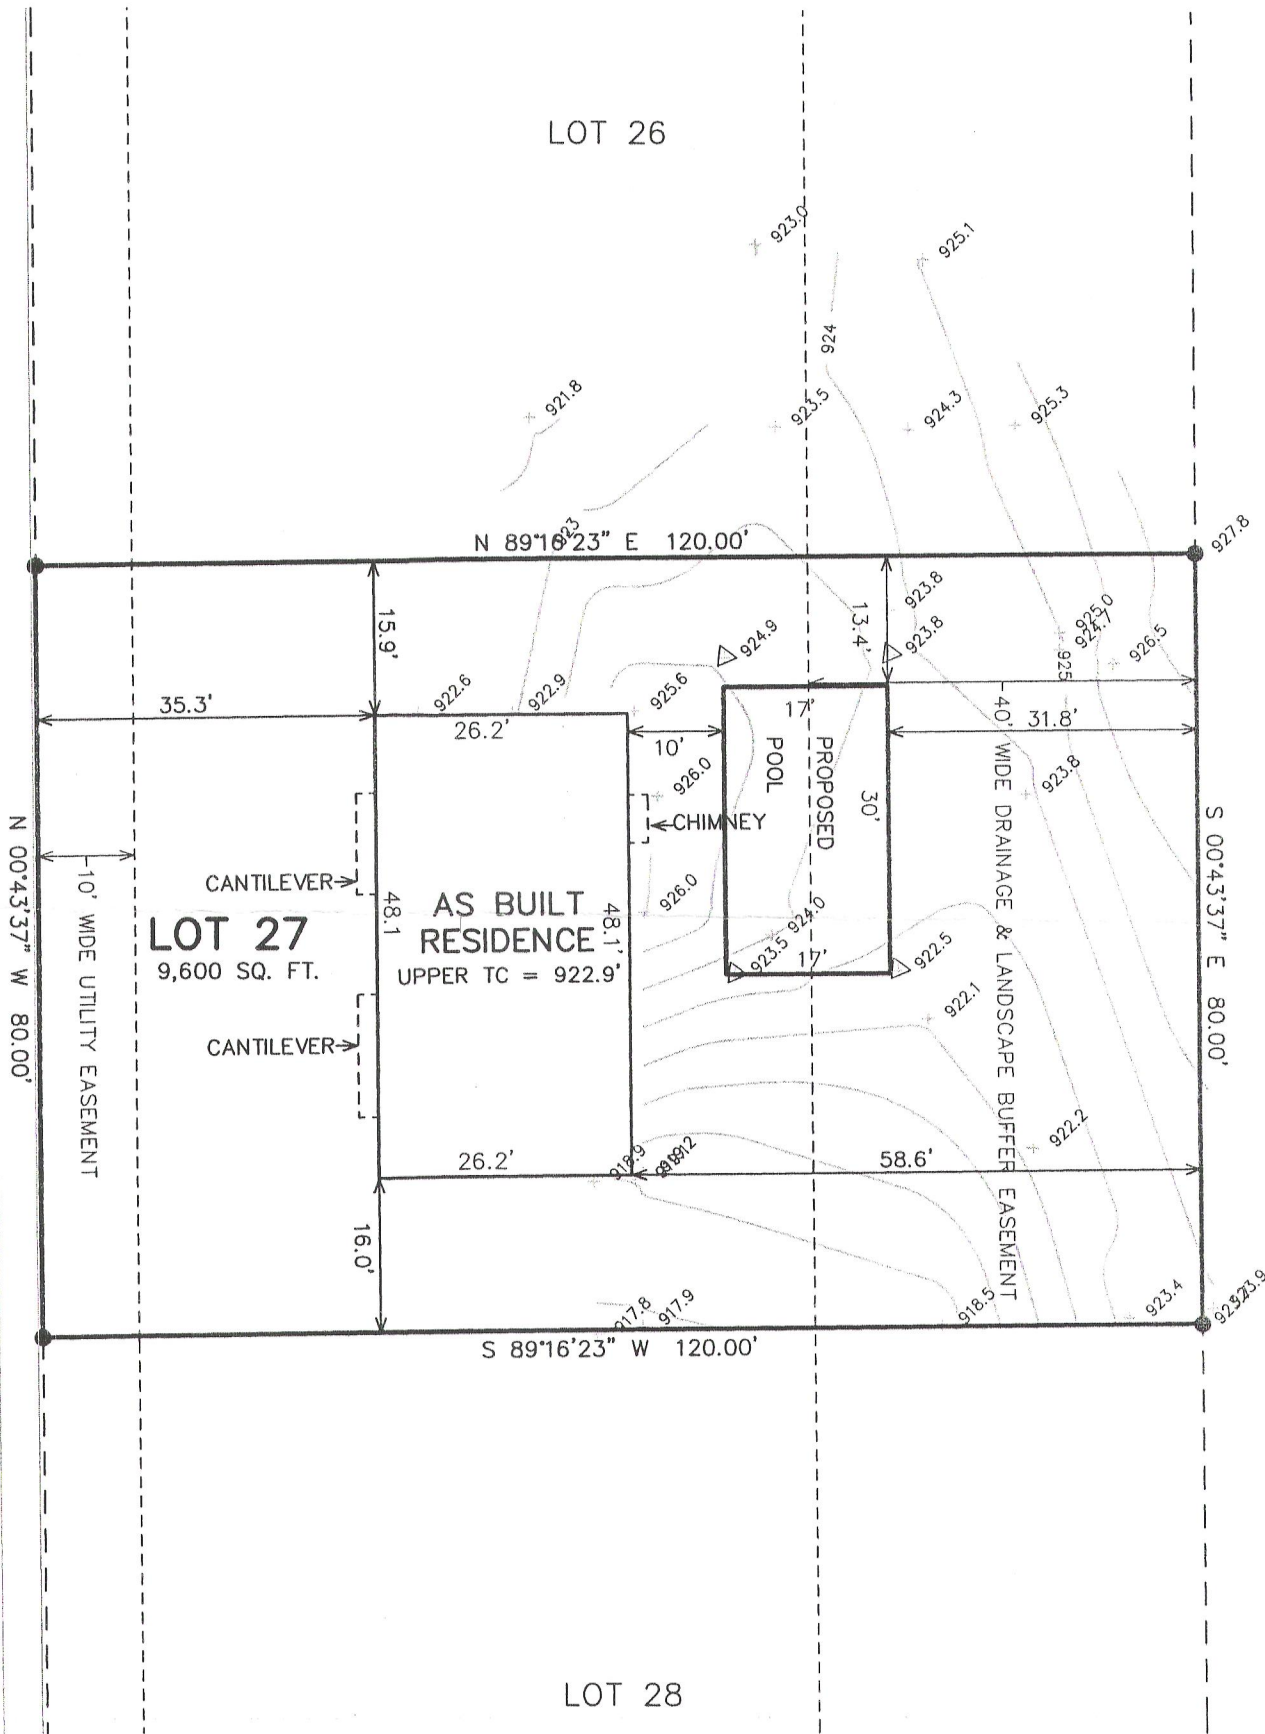 LOT 26
923.0
925.1
924
921.8
923.5
924.3
925.3
N 89°16'23" E 120.00'
923
927.8
15.9'
13.4'
923.8
923.8
925.0
924.7
925
926.5
924.9
35.3'
922.6
922.9
925.6
26.2'
10'
17'
31.8'
926.0
POOL
PROPOSED
30'
923.8
CHIMNEY
40' WIDE DRAINAGE & LANDSCAPE BUFFER EASEMENT
N 00°43'37" W 80.00'
S 00°43'37" E 80.00'
10' WIDE UTILITY EASEMENT
CANTILEVER
LOT 27
9,600 SQ. FT.
48.1
AS BUILT
RESIDENCE
UPPER TC = 922.9'
48.1'
926.0
924.0
923.5
17'
922.5
922.1
CANTILEVER
922.2
26.2'
918.9
58.6'
16.0'
917.8
917.9
918.5
923.4
S 89°16'23" W 120.00'
LOT 28